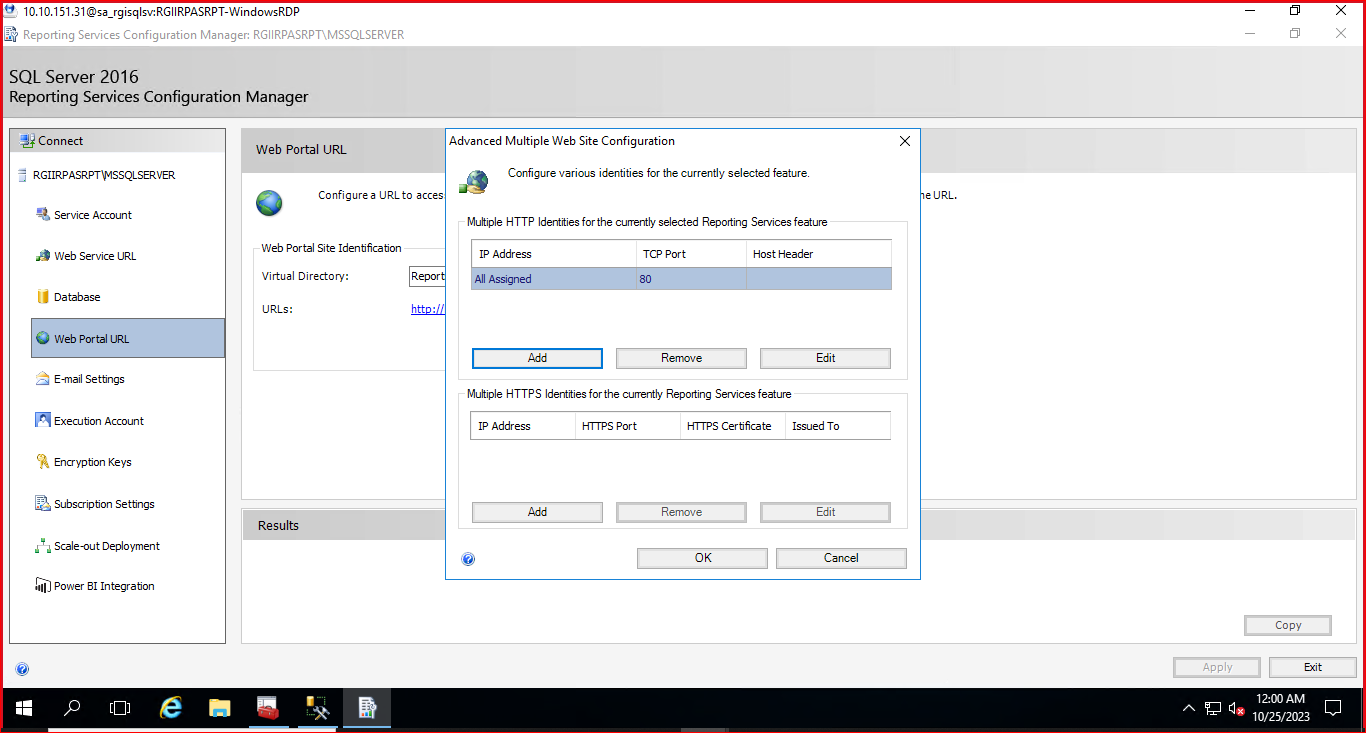 10.10.151.31@sa_rgisqlsv:RGIIRPASRPT-WindowsRDP
Reporting Services Configuration Manager: RGIIRPASRPT\MSSQLSERVER
SQL Server 2016
Reporting Services Configuration Manager
Connect
RGIIRPASRPT\MSSQLSERVER
Service Account
Web Service URL
Database
Web Portal URL
E-mail Settings
Execution Account
Encryption Keys
Subscription Settings
Scale-out Deployment
Power BI Integration
Web Portal URL
Configure a URL to acces
ne URL.
Web Portal Site Identification
Virtual Directory:
Report
URLs:
http://
Results
Copy
Apply
Exit
Advanced Multiple Web Site Configuration
Configure various identities for the currently selected feature.
Multiple HTTP Identities for the currently selected Reporting Services feature
IP Address TCP Port Host Header
All Assigned 80
Add Remove Edit
Multiple HTTPS Identities for the currently Reporting Services feature
IP Address HTTPS Port HTTPS Certificate Issued To
Add Remove Edit
OK Cancel
12:00 AM
10/25/2023